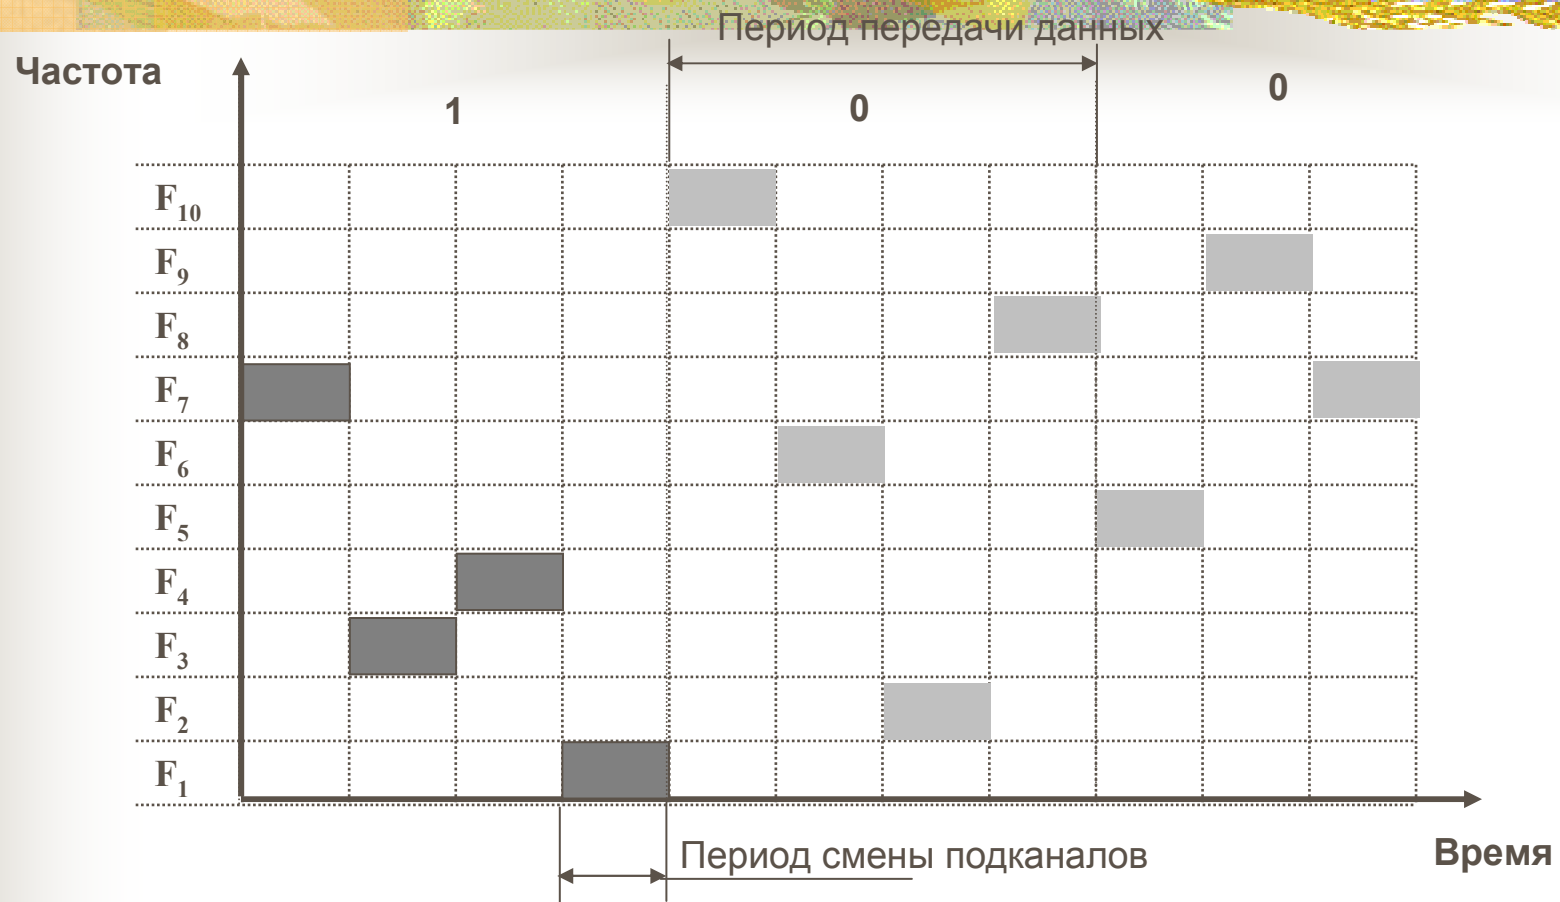 Период передачи данных
Частота
1
0
0
F10
F9
F8
F7
F6
F5
F4
F3
F2
F1
Период смены подканалов
Время